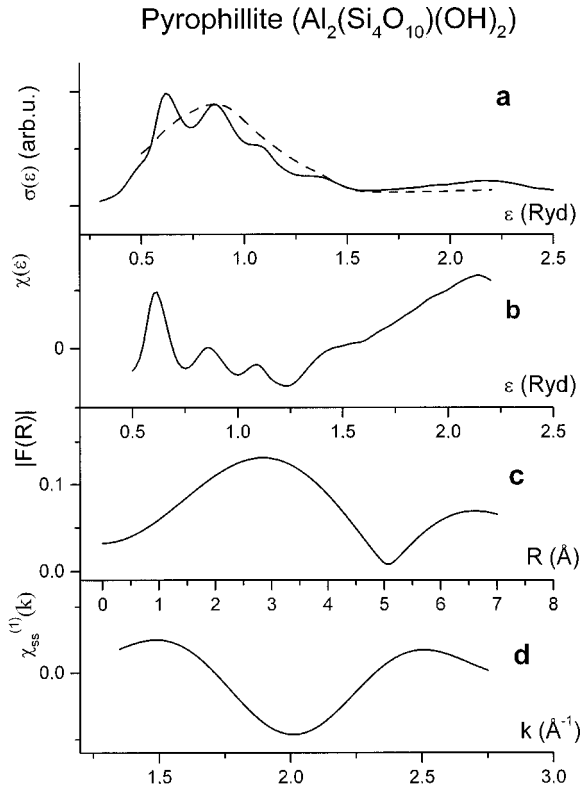 Pyrophillite (Al₂(Si₄O₁₀)(OH)₂)
σ(ε) (arb.u.)
a
ε (Ryd)
0.5 1.0 1.5 2.0 2.5
χ(ε)
0
b
ε (Ryd)
0.5 1.0 1.5 2.0 2.5
|F(R)|
0.1
0.0
c
R (Å)
0 1 2 3 4 5 6 7 8
χss⁽¹⁾(k)
0.0
d
k (Å⁻¹)
1.5 2.0 2.5 3.0